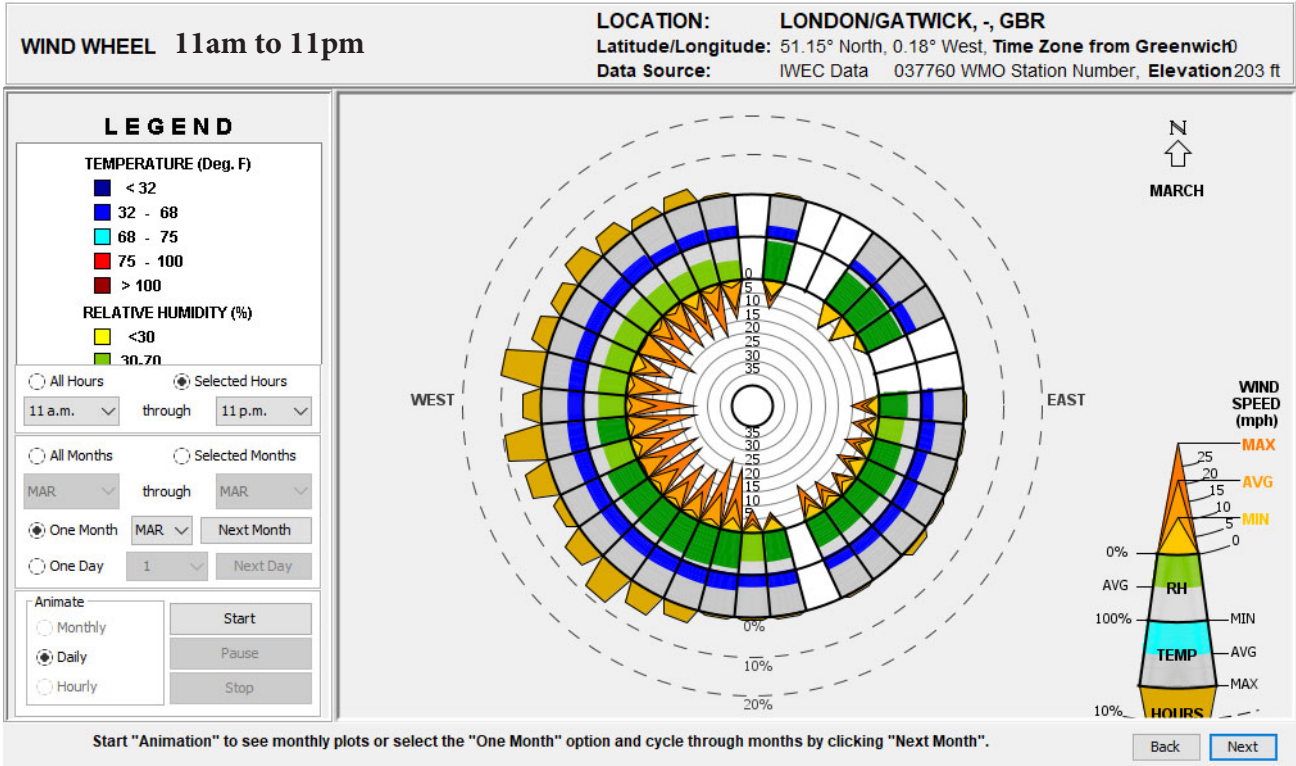 WIND WHEEL 11am to 11pm
LOCATION: LONDON/GATWICK, -, GBR
Latitude/Longitude: 51.15° North, 0.18° West, Time Zone from Greenwich 0
Data Source: IWEC Data 037760 WMO Station Number, Elevation 203 ft
LEGEND
TEMPERATURE (Deg. F)
< 32
32 - 68
68 - 75
75 - 100
> 100
RELATIVE HUMIDITY (%)
<30
30-70
All Hours Selected Hours
11 a.m. through 11 p.m.
All Months Selected Months
MAR through MAR
One Month MAR Next Month
One Day 1 Next Day
Animate
Monthly
Daily
Hourly
Start
Pause
Stop
N
MARCH
WEST
EAST
0
5
10
15
20
25
30
35
35
30
25
20
15
10
5
0%
10%
20%
WIND
SPEED
(mph)
MAX
AVG
MIN
25
20
15
10
5
0
0%
AVG
100%
RH
TEMP
MIN
AVG
MAX
10%
HOURS
Start "Animation" to see monthly plots or select the "One Month" option and cycle through months by clicking "Next Month".
Back Next